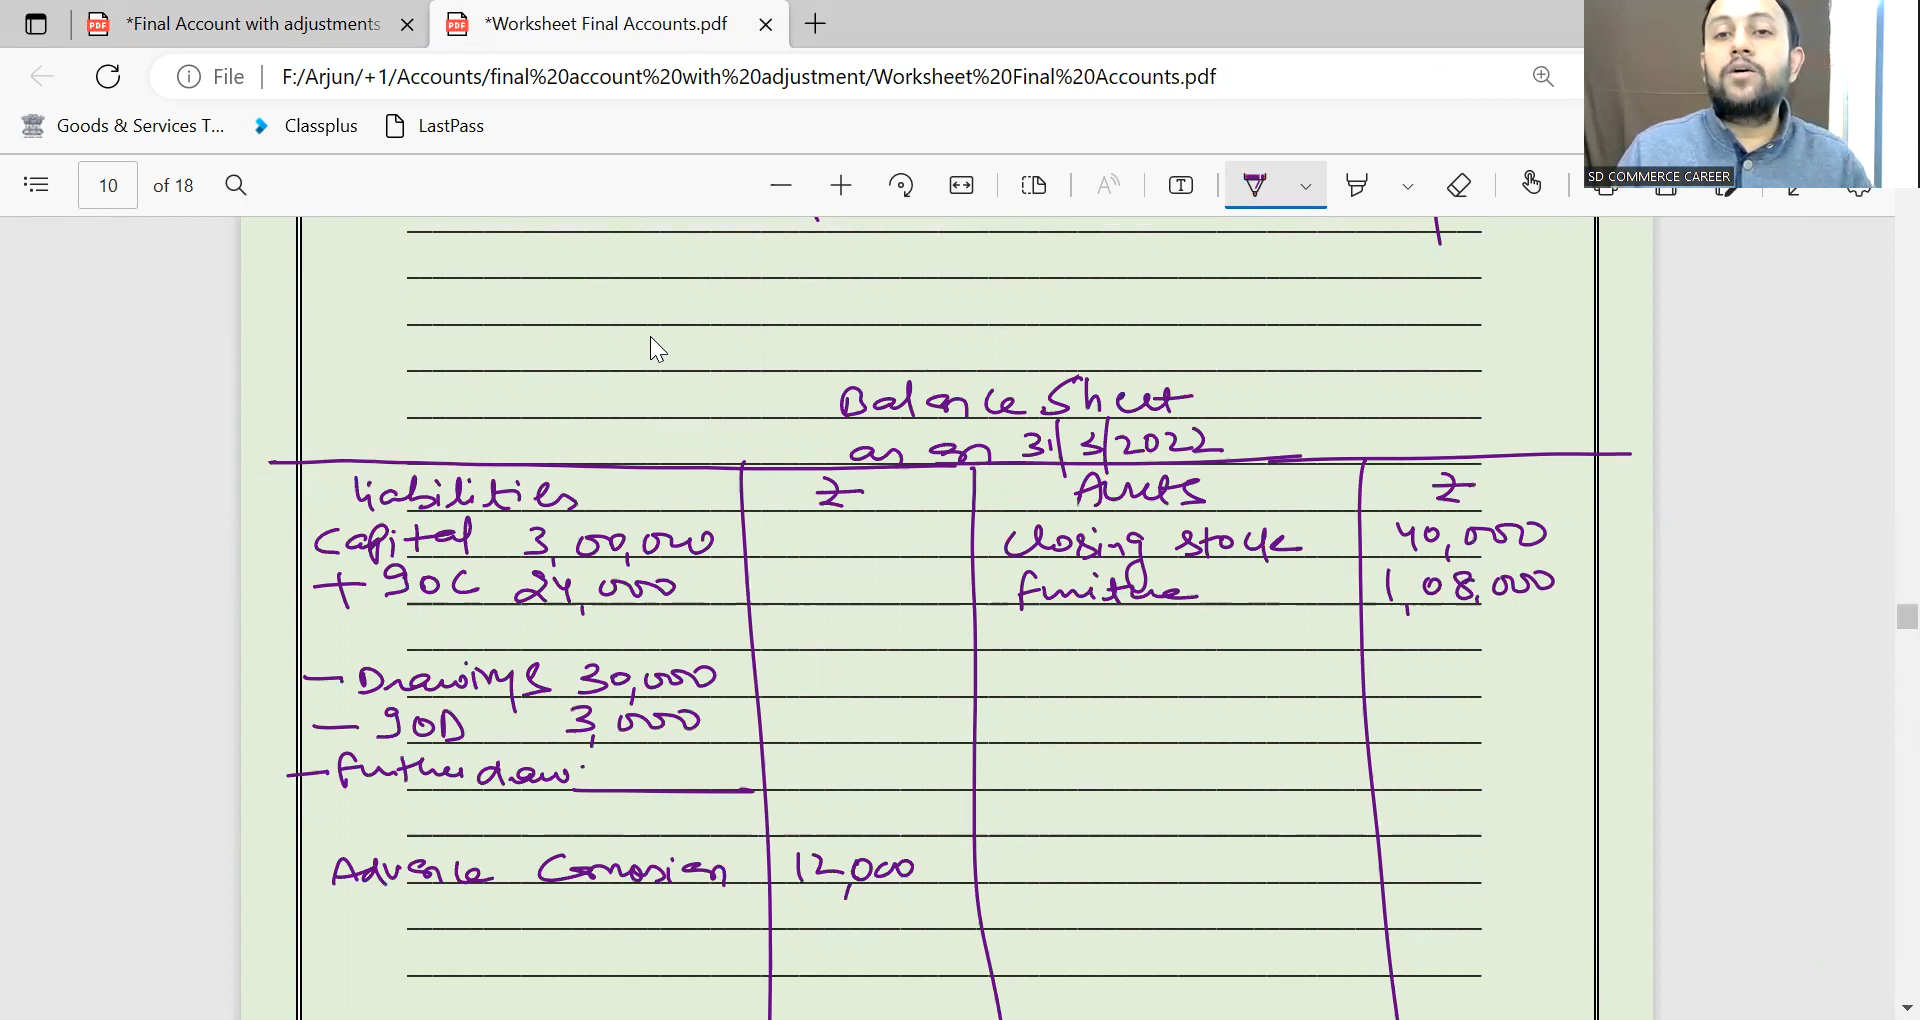 *Final Account with adjustments
*Worksheet Final Accounts.pdf
File F:/Arjun/+1/Accounts/final%20account%20with%20adjustment/Worksheet%20Final%20Accounts.pdf
Goods & Services T... Classplus LastPass
10 of 18
SD COMMERCE CAREER
Balance Sheet
as on 31/3/2022
Liabilities ₹ Assets ₹
Capital 3,00,000 Closing stock 40,000
+ IOC 24,000 furniture 1,08,000
- Drawings 30,000
- IOD 3,000
- further draw
Advance Commission 12,000